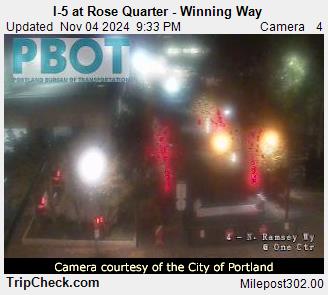 I-5 at Rose Quarter - Winning Way
Updated Nov 04 2024 9:33 PM Camera 4
PBOT
PORTLAND BUREAU OF TRANSPORTATION
4 - N. Ramsey Wy
@ One Ctr
Camera courtesy of the City of Portland
TripCheck.com Milepost302.00